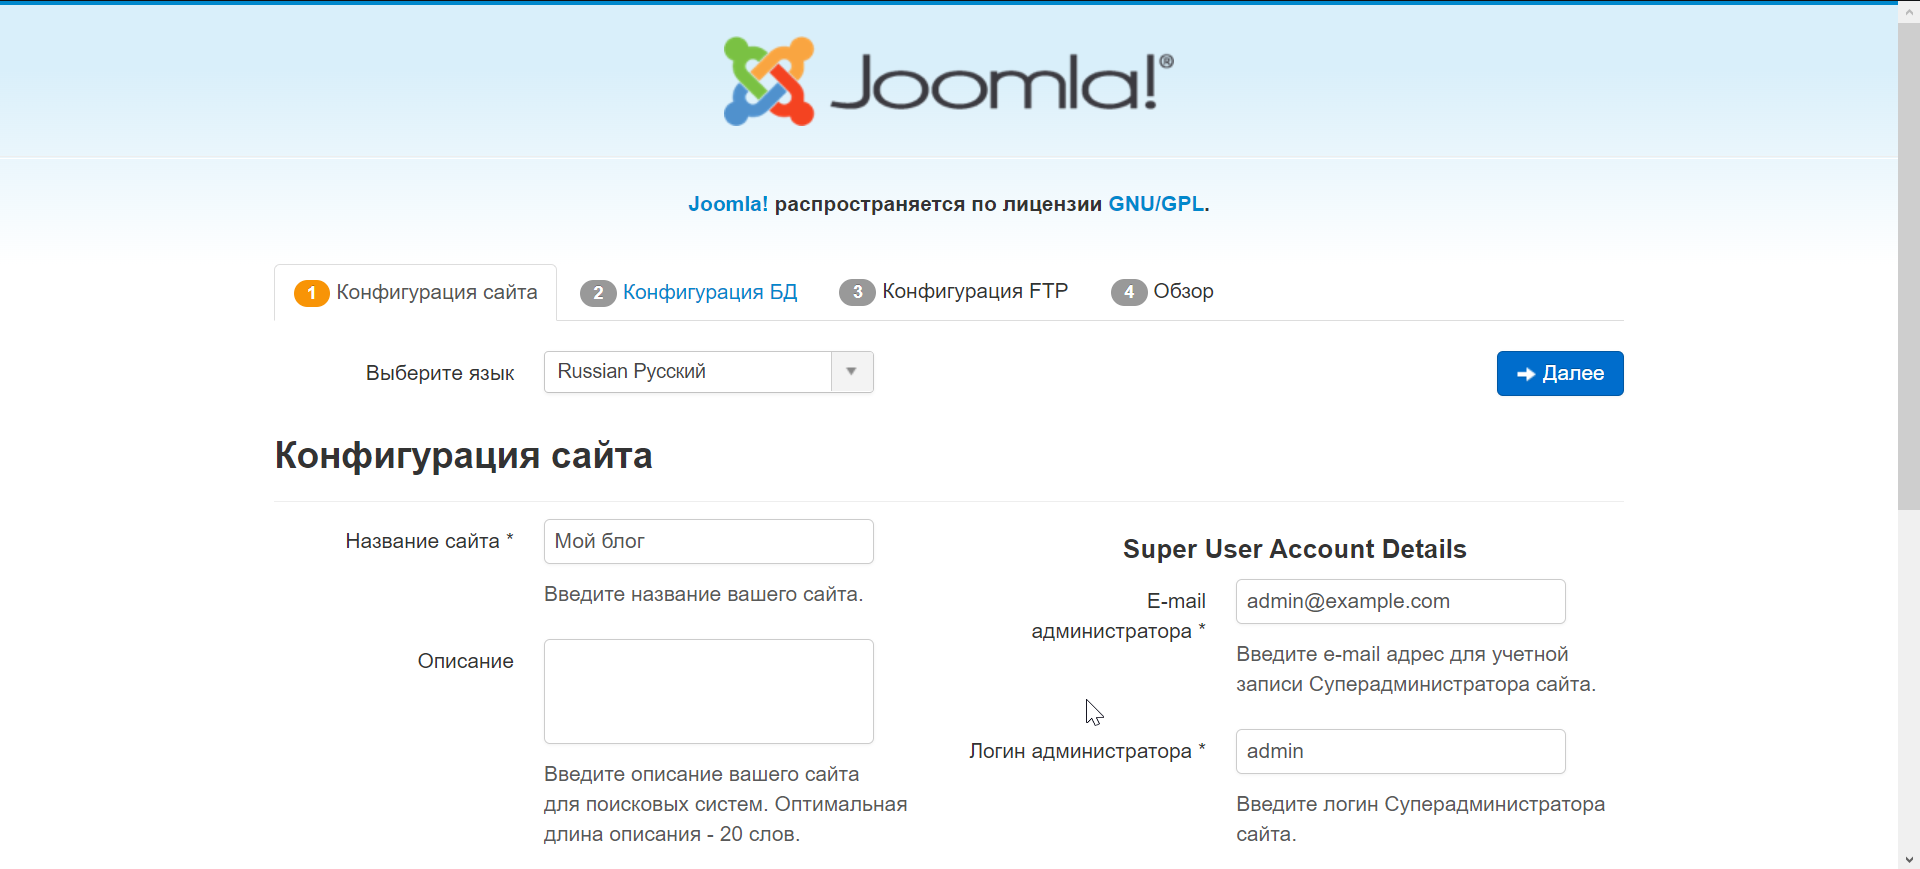 Joomla!®
Joomla! распространяется по лицензии GNU/GPL.
1 Конфигурация сайта 2 Конфигурация БД 3 Конфигурация FTP 4 Обзор
Выберите язык Russian Русский Далее
Конфигурация сайта
Название сайта * Мой блог
Введите название вашего сайта.
Описание
Введите описание вашего сайта
для поисковых систем. Оптимальная
длина описания - 20 слов.
Super User Account Details
E-mail
администратора *
admin@example.com
Введите e-mail адрес для учетной
записи Суперадминистратора сайта.
Логин администратора * admin
Введите логин Суперадминистратора
сайта.